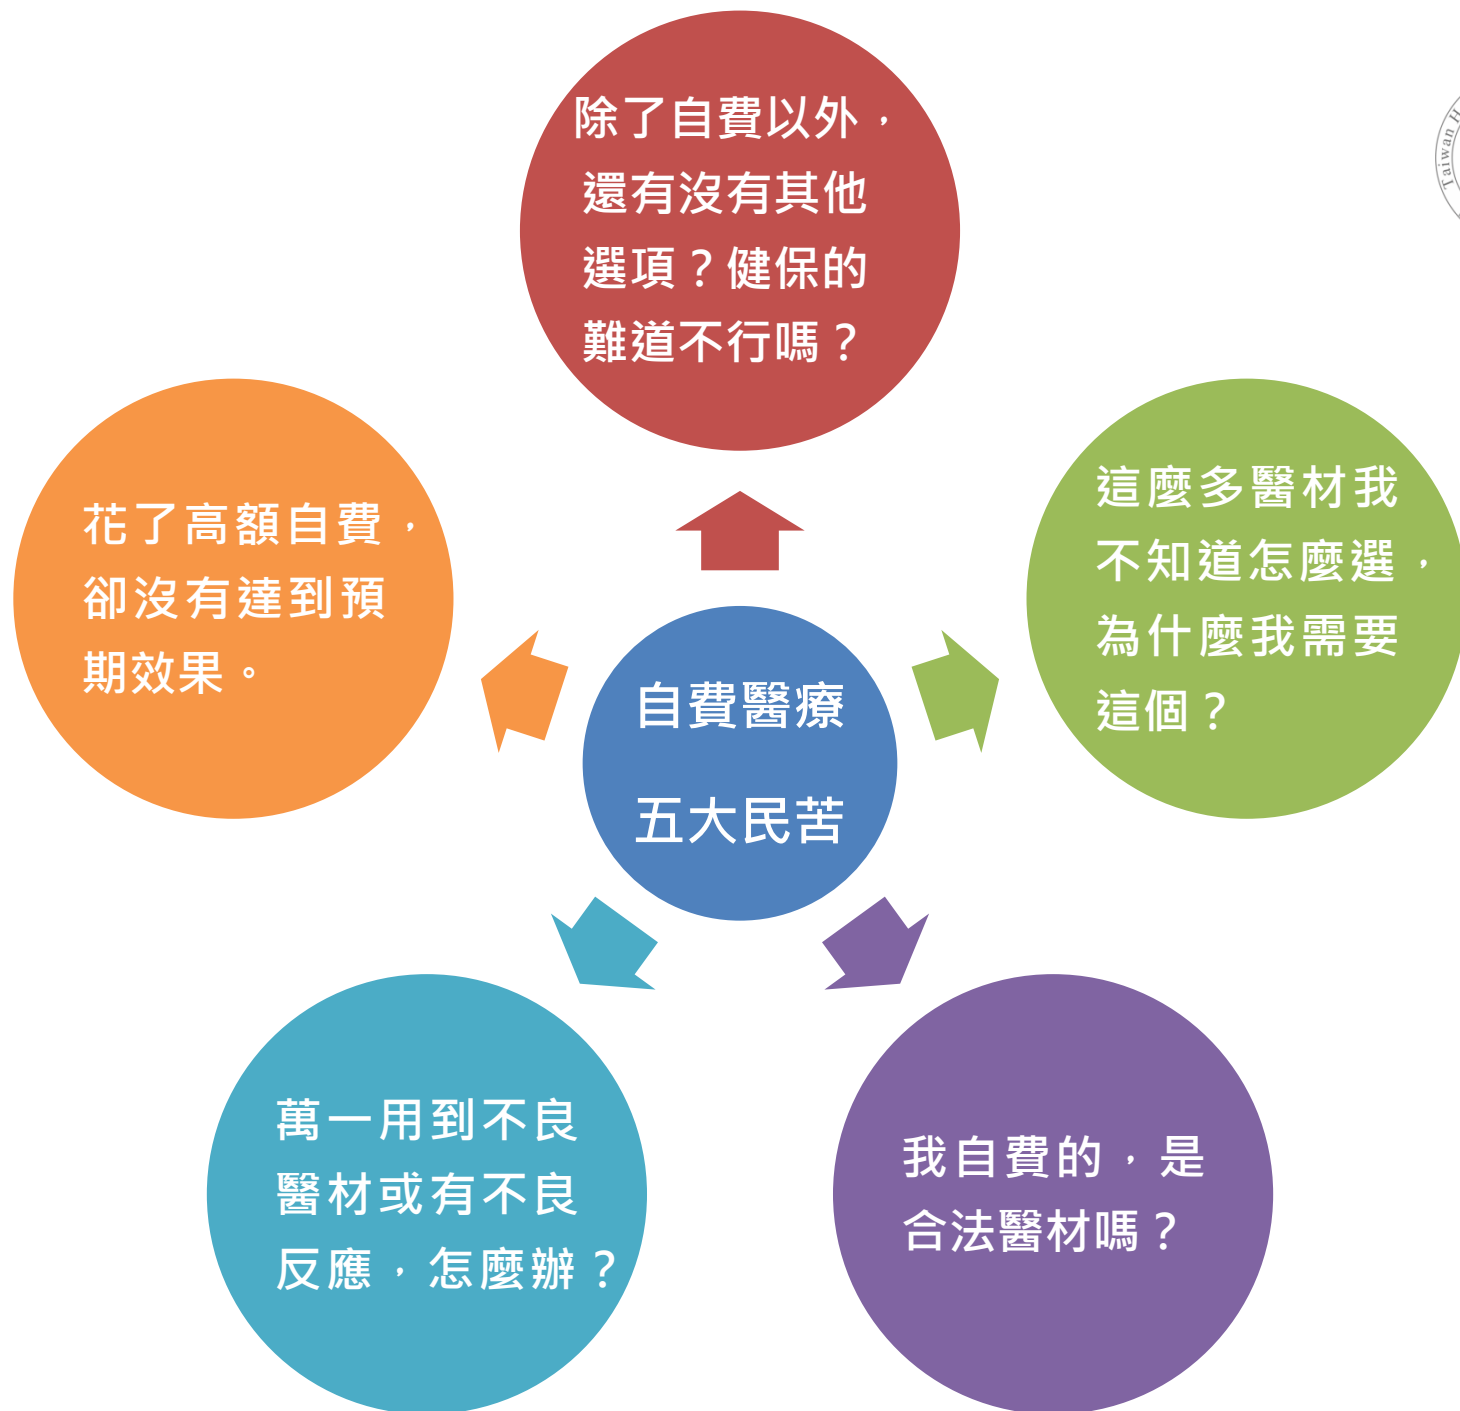 除了自費以外，
還有沒有其他
選項？健保的
難道不行嗎？
這麼多醫材我
不知道怎麼選，
為什麼我需要
這個？
我自費的，是
合法醫材嗎？
萬一用到不良
醫材或有不良
反應，怎麼辦？
花了高額自費，
卻沒有達到預
期效果。
自費醫療
五大民苦
Taiwan